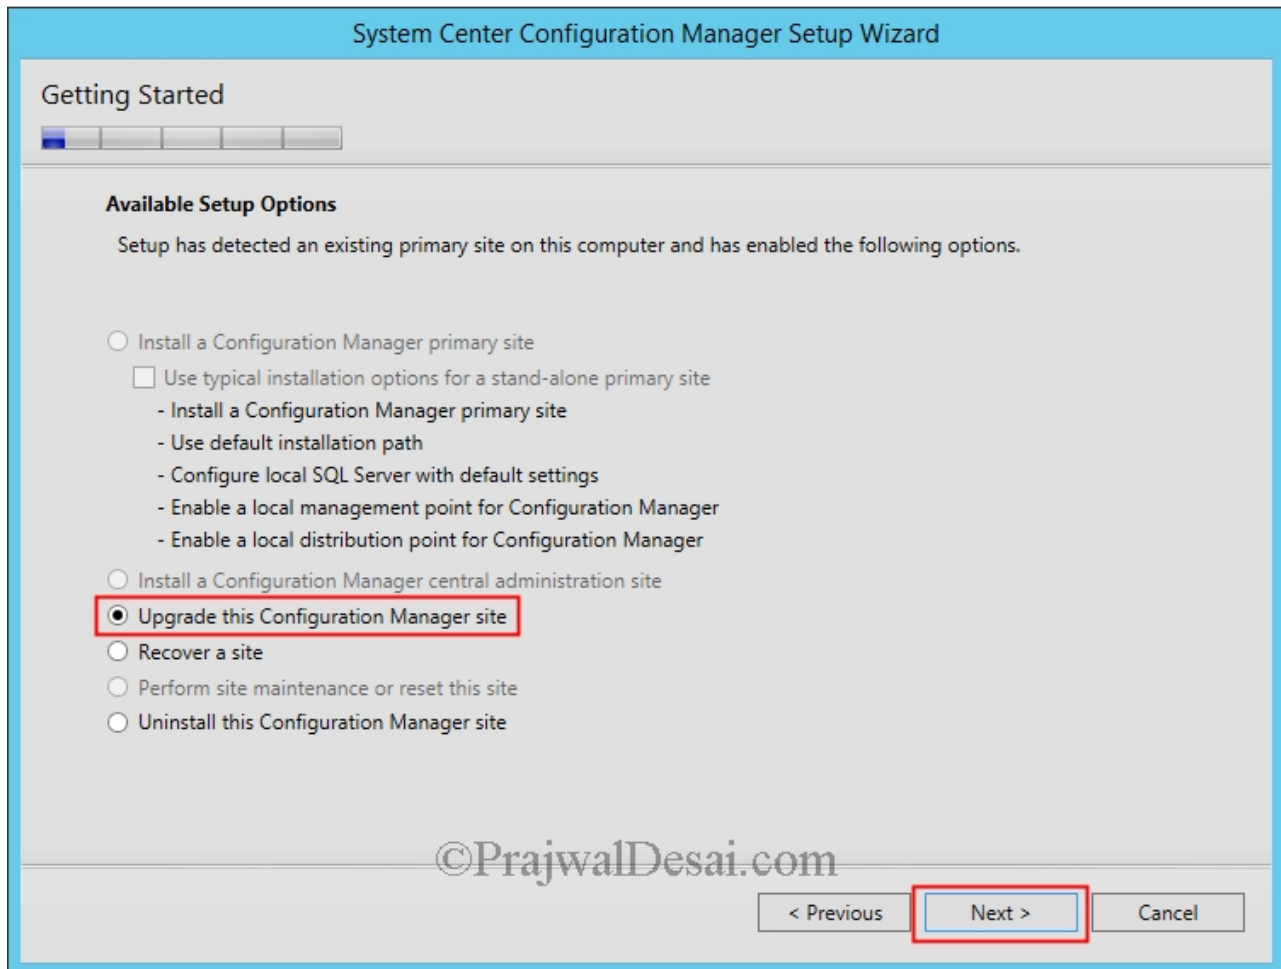 System Center Configuration Manager Setup Wizard
Getting Started
Available Setup Options
Setup has detected an existing primary site on this computer and has enabled the following options.
Install a Configuration Manager primary site
Use typical installation options for a stand-alone primary site
- Install a Configuration Manager primary site
- Use default installation path
- Configure local SQL Server with default settings
- Enable a local management point for Configuration Manager
- Enable a local distribution point for Configuration Manager
Install a Configuration Manager central administration site
Upgrade this Configuration Manager site
Recover a site
Perform site maintenance or reset this site
Uninstall this Configuration Manager site
©PrajwalDesai.com
< Previous Next > Cancel